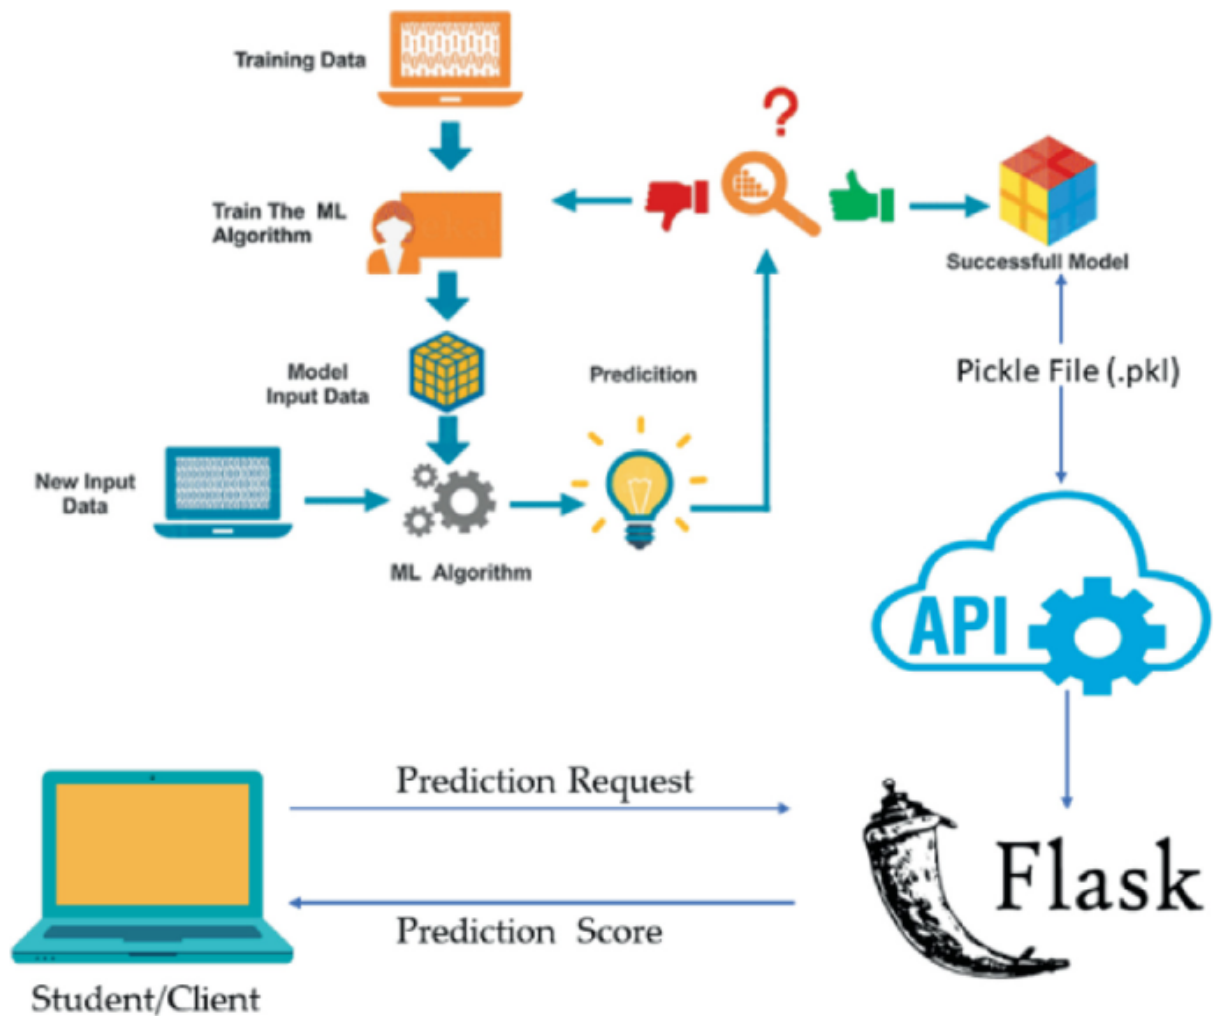 Training Data
Train The ML
Algorithm
Successfull Model
Model
Input Data
Predicition
Pickle File (.pkl)
New Input
Data
ML Algorithm
API
Prediction Request
Flask
Prediction Score
Student/Client